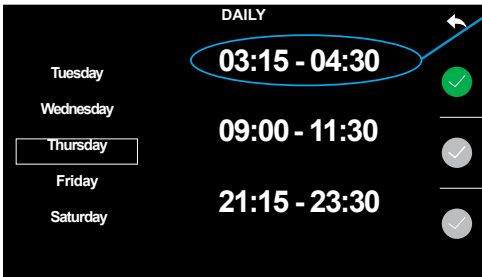 DAILY
03:15 - 04:30
Tuesday
Wednesday
09:00 - 11:30
Thursday
Friday
21:15 - 23:30
Saturday